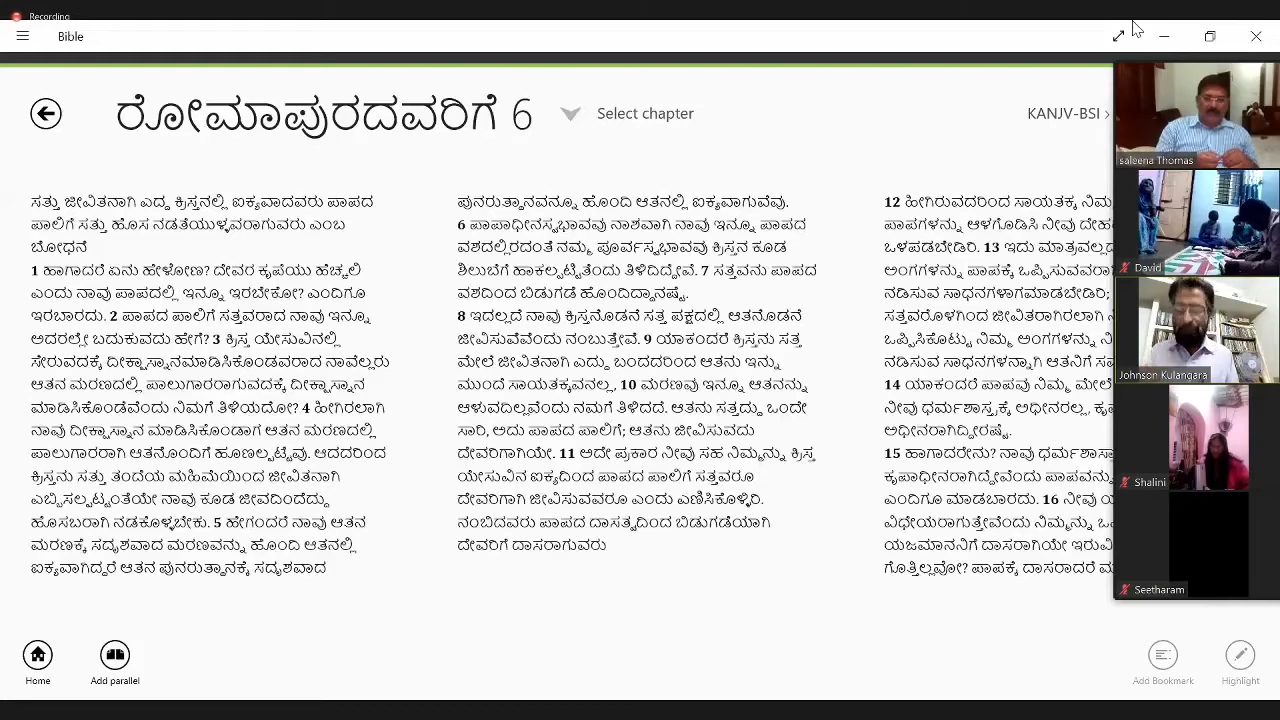 Recording
Bible
ರೋಮಾಪುರದವರಿಗೆ 6
Select chapter
KANJV-BSI
ಸತ್ತು ಜೀವಿತನಾಗಿ ಎದ್ದ ಕ್ರಿಸ್ತನಲ್ಲಿ ಐಕ್ಯವಾದವರು ಪಾಪದ
ಪಾಲಿಗೆ ಸತ್ತು ಹೊಸ ನಡತೆಯುಳ್ಳವರಾಗುವರು ಎಂಬ
ಬೋಧನೆ
1 ಹಾಗಾದರೆ ಏನು ಹೇಳೋಣ? ದೇವರ ಕೃಪೆಯು ಹೆಚ್ಚಲಿ
ಎಂದು ನಾವು ಪಾಪದಲ್ಲಿ ಇನ್ನೂ ಇರಬೇಕೋ? ಎಂದಿಗೂ
ಇರಬಾರದು. 2 ಪಾಪದ ಪಾಲಿಗೆ ಸತ್ತವರಾದ ನಾವು ಇನ್ನೂ
ಅದರಲ್ಲೇ ಬದುಕುವದು ಹೇಗೆ? 3 ಕ್ರಿಸ್ತ ಯೇಸುವಿನಲ್ಲಿ
ಸೇರುವದಕ್ಕೆ ದೀಕ್ಷಾಸ್ನಾನಮಾಡಿಸಿಕೊಂಡವರಾದ ನಾವೆಲ್ಲರು
ಆತನ ಮರಣದಲ್ಲಿ ಪಾಲುಗಾರರಾಗುವದಕ್ಕೆ ದೀಕ್ಷಾಸ್ನಾನ
ಮಾಡಿಸಿಕೊಂಡೆವೆಂದು ನಿಮಗೆ ತಿಳಿಯದೋ? 4 ಹೀಗಿರಲಾಗಿ
ನಾವು ದೀಕ್ಷಾಸ್ನಾನ ಮಾಡಿಸಿಕೊಂಡಾಗ ಆತನ ಮರಣದಲ್ಲಿ
ಪಾಲುಗಾರರಾಗಿ ಆತನೊಂದಿಗೆ ಹೂಣಲ್ಪಟ್ಟೆವು. ಆದದರಿಂದ
ಕ್ರಿಸ್ತನು ಸತ್ತು ತಂದೆಯ ಮಹಿಮೆಯಿಂದ ಜೀವಿತನಾಗಿ
ಎಬ್ಬಿಸಲ್ಪಟ್ಟಂತೆಯೇ ನಾವು ಕೂಡ ಜೀವದಿಂದೆದ್ದು
ಹೊಸಬರಾಗಿ ನಡಕೊಳ್ಳಬೇಕು. 5 ಹೇಗಂದರೆ ನಾವು ಆತನ
ಮರಣಕ್ಕೆ ಸದೃಶವಾದ ಮರಣವನ್ನು ಹೊಂದಿ ಆತನಲ್ಲಿ
ಐಕ್ಯವಾಗಿದ್ದರೆ ಆತನ ಪುನರುತ್ಥಾನಕ್ಕೆ ಸದೃಶವಾದ
ಪುನರುತ್ಥಾನವನ್ನೂ ಹೊಂದಿ ಆತನಲ್ಲಿ ಐಕ್ಯವಾಗುವೆವು.
6 ಪಾಪಾಧೀನಸ್ವಭಾವವು ನಾಶವಾಗಿ ನಾವು ಇನ್ನೂ ಪಾಪದ
ವಶದಲ್ಲಿರದಂತೆ ನಮ್ಮ ಪೂರ್ವಸ್ವಭಾವವು ಕ್ರಿಸ್ತನ ಕೂಡ
ಶಿಲುಬೆಗೆ ಹಾಕಲ್ಪಟ್ಟಿತೆಂದು ತಿಳಿದಿದ್ದೇವೆ. 7 ಸತ್ತವನು ಪಾಪದ
ವಶದಿಂದ ಬಿಡುಗಡೆ ಹೊಂದಿದ್ದಾನಷ್ಟೆ.
8 ಇದಲ್ಲದೆ ನಾವು ಕ್ರಿಸ್ತನೊಡನೆ ಸತ್ತ ಪಕ್ಷದಲ್ಲಿ ಆತನೊಡನೆ
ಜೀವಿಸುವೆವೆಂದು ನಂಬುತ್ತೇವೆ. 9 ಯಾಕಂದರೆ ಕ್ರಿಸ್ತನು ಸತ್ತ
ಮೇಲೆ ಜೀವಿತನಾಗಿ ಎದ್ದು ಬಂದದರಿಂದ ಆತನು ಇನ್ನು
ಮುಂದೆ ಸಾಯತಕ್ಕವನಲ್ಲ, 10 ಮರಣವು ಇನ್ನೂ ಆತನನ್ನು
ಆಳುವದಿಲ್ಲವೆಂದು ನಮಗೆ ತಿಳಿದದೆ. ಆತನು ಸತ್ತದ್ದು ಒಂದೇ
ಸಾರಿ, ಅದು ಪಾಪದ ಪಾಲಿಗೆ; ಆತನು ಜೀವಿಸುವದು
ದೇವರಿಗಾಗಿಯೇ. 11 ಅದೇ ಪ್ರಕಾರ ನೀವು ಸಹ ನಿಮ್ಮನ್ನು ಕ್ರಿಸ್ತ
ಯೇಸುವಿನ ಐಕ್ಯದಿಂದ ಪಾಪದ ಪಾಲಿಗೆ ಸತ್ತವರೂ
ದೇವರಿಗಾಗಿ ಜೀವಿಸುವವರೂ ಎಂದು ಎಣಿಸಿಕೊಳ್ಳಿರಿ.
ನಂಬಿದವರು ಪಾಪದ ದಾಸತ್ವದಿಂದ ಬಿಡುಗಡೆಯಾಗಿ
ದೇವರಿಗೆ ದಾಸರಾಗುವರು
12 ಹೀಗಿರುವದರಿಂದ ಸಾಯತಕ್ಕ
ಪಾಪಗಳನ್ನು ಆಳಗೊಡಿಸಿ ನೀವು
ಒಳಪಡಬೇಡಿರಿ. 13 ಇದು
ಅಂಗಗಳನ್ನು ಪಾಪಕ್ಕೆ
ನಡಿಸುವ ಸಾಧನಗಳಾಗಮಾಡಬೇಡಿರಿ;
ಸತ್ತವರೊಳಗಿಂದ ಜೀವಿತರಾಗಿರಲಾಗಿ
ಒಪ್ಪಿಸಿಕೊಟ್ಟು ನಿಮ್ಮ ಅಂಗಗಳನ್ನು
ನಡಿಸುವ ಸಾಧನಗಳನ್ನಾಗಿ ಆತನಿಗೆ
14 ಯಾಕಂದರೆ ಪಾಪವು ನಿಮ್ಮ ಮೇಲೆ
ನೀವು ಧರ್ಮಶಾಸ್ತ್ರಕ್ಕೆ ಅಧೀನರಲ್ಲ,
ಅಧೀನರಾಗಿದ್ದೀರಷ್ಟೆ.
15 ಹಾಗಾದರೇನು? ನಾವು
ಕೃಪಾಧೀನರಾಗಿದ್ದೇವೆಂದು
ಎಂದಿಗೂ ಮಾಡಬಾರದು. 16 ನೀವು
ವಿಧೇಯರಾಗುತ್ತೇವೆಂದು ನಿಮ್ಮನ್ನು
ಯಜಮಾನನಿಗೆ ದಾಸರಾಗಿಯೇ
ಗೊತ್ತಿಲ್ಲವೋ? ಪಾಪಕ್ಕೆ ದಾಸರಾದರೆ
saleena Thomas
David
Johnson Kulangara
Shalini
Seetharam
Home
Add parallel
Add Bookmark
Highlight